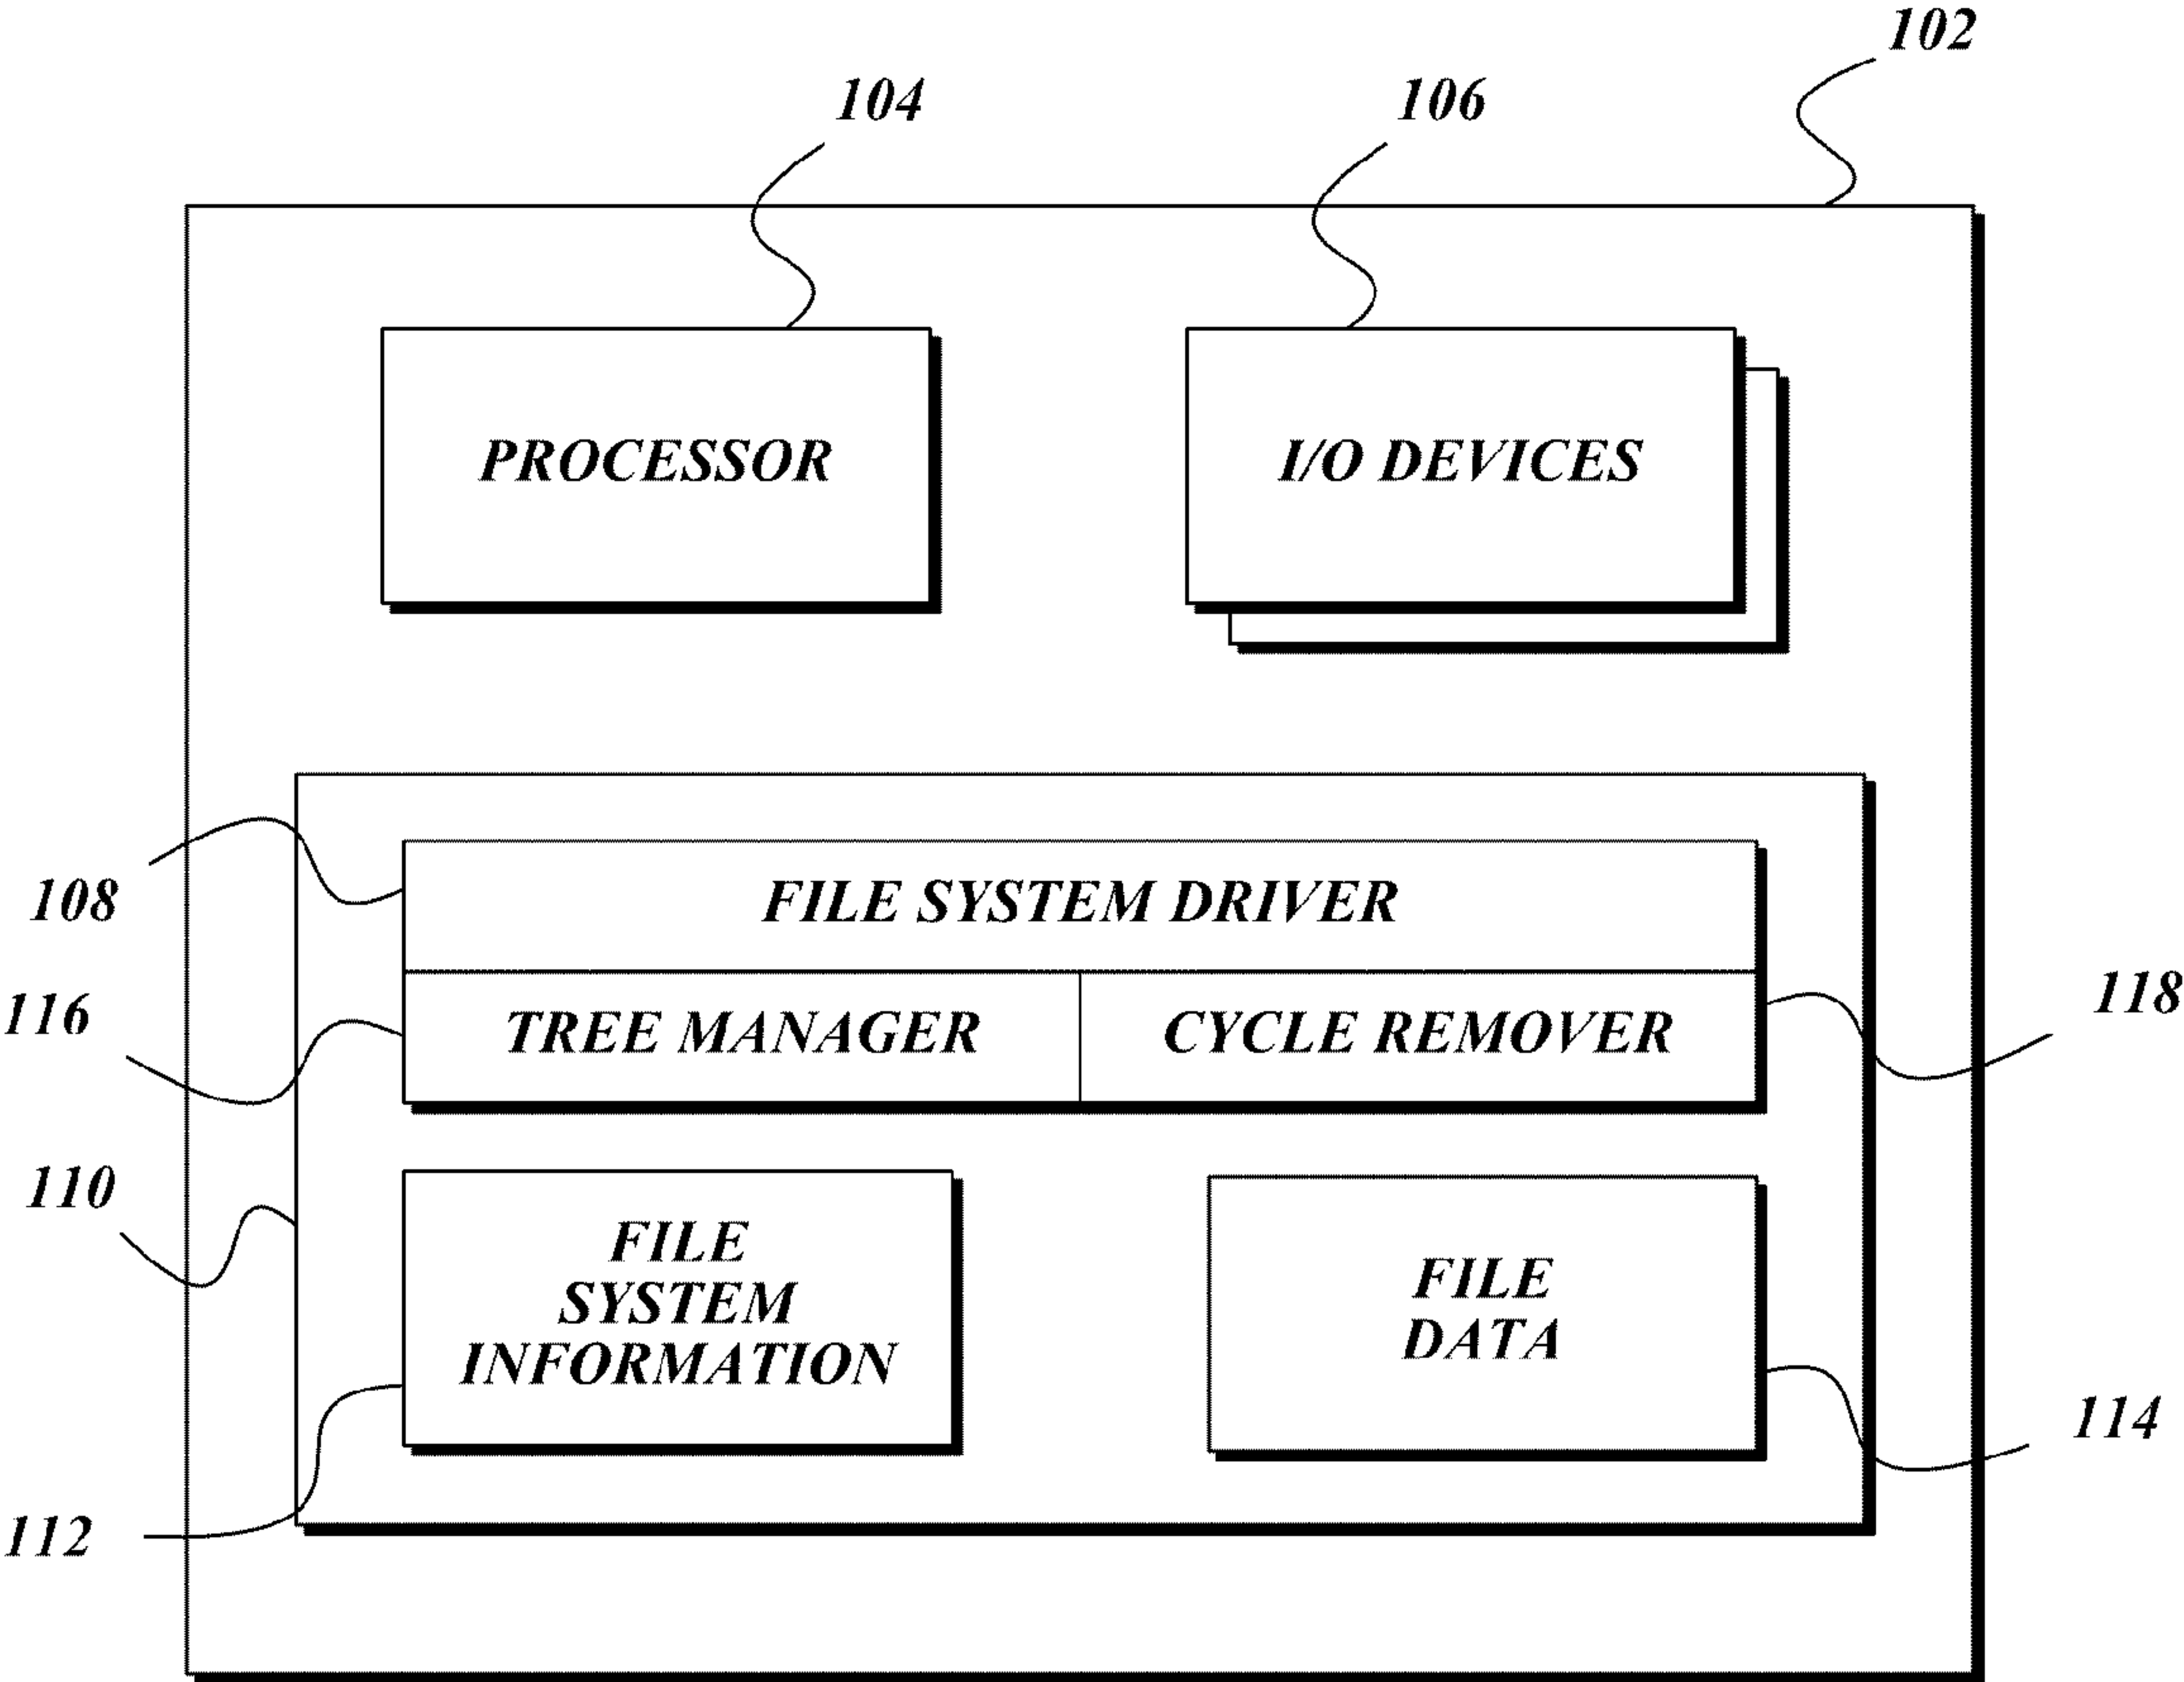 102
104
106
PROCESSOR
I/O DEVICES
108
FILE SYSTEM DRIVER
116
TREE MANAGER
CYCLE REMOVER
118
110
FILE
SYSTEM
INFORMATION
FILE
DATA
112
114